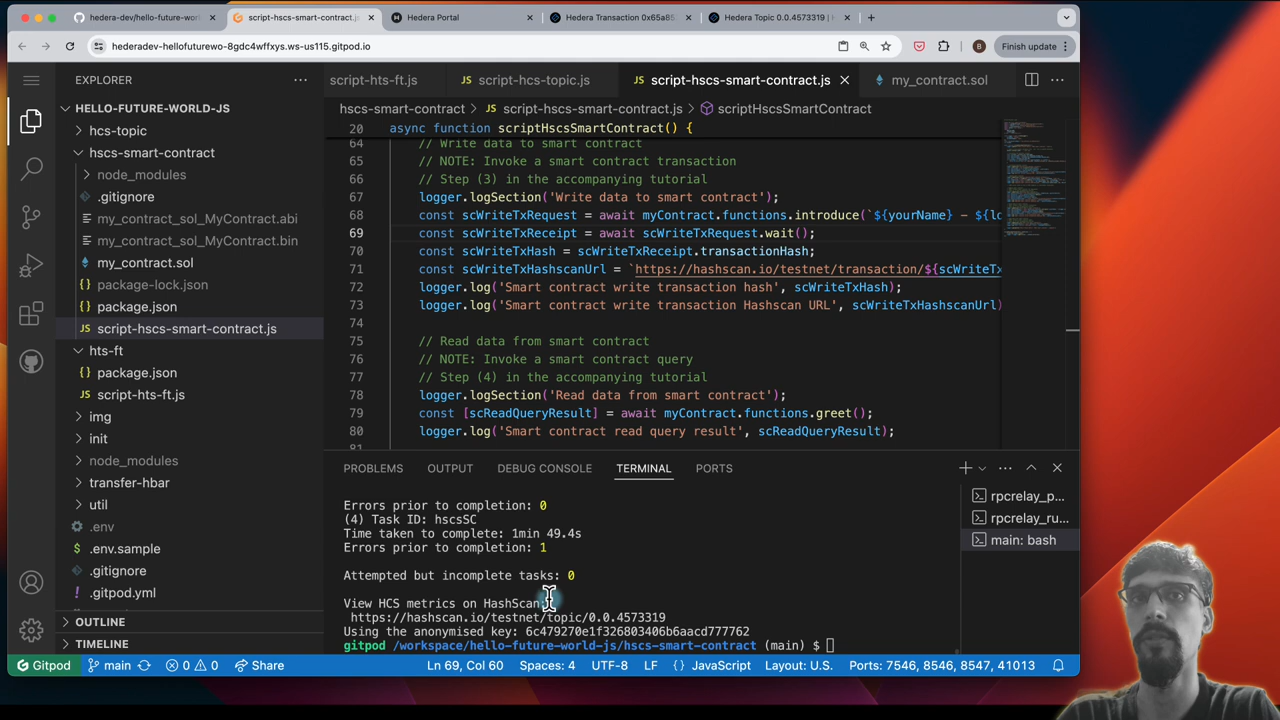 hedera-dev/hello-future-worl
script-hscs-smart-contract.js
Hedera Portal
Hedera Transaction 0x65a85
Hedera Topic 0.0.4573319 |
hederadev-hellofuturewo-8gdc4wffxys.ws-us115.gitpod.io
B
Finish update
EXPLORER
script-hts-ft.js
JS script-hcs-topic.js
JS script-hscs-smart-contract.js
my_contract.sol
HELLO-FUTURE-WORLD-JS
hcs-topic
hscs-smart-contract
node_modules
.gitignore
my_contract_sol_MyContract.abi
my_contract_sol_MyContract.bin
my_contract.sol
package-lock.json
package.json
JS script-hscs-smart-contract.js
hts-ft
package.json
JS script-hts-ft.js
img
init
node_modules
transfer-hbar
util
.env
.env.sample
.gitignore
.gitpod.yml
OUTLINE
TIMELINE
hscs-smart-contract > JS script-hscs-smart-contract.js > scriptHscsSmartContract
20 async function scriptHscsSmartContract() {
64 // Write data to smart contract
65 // NOTE: Invoke a smart contract transaction
66 // Step (3) in the accompanying tutorial
67 logger.logSection('Write data to smart contract');
68 const scWriteTxRequest = await myContract.functions.introduce(`${yourName} – ${lo
69 const scWriteTxReceipt = await scWriteTxRequest.wait();
70 const scWriteTxHash = scWriteTxReceipt.transactionHash;
71 const scWriteTxHashscanUrl = `https://hashscan.io/testnet/transaction/${scWriteTx
72 logger.log('Smart contract write transaction hash', scWriteTxHash);
73 logger.log('Smart contract write transaction Hashscan URL', scWriteTxHashscanUrl)
74
75 // Read data from smart contract
76 // NOTE: Invoke a smart contract query
77 // Step (4) in the accompanying tutorial
78 logger.logSection('Read data from smart contract');
79 const [scReadQueryResult] = await myContract.functions.greet();
80 logger.log('Smart contract read query result', scReadQueryResult);
81
PROBLEMS OUTPUT DEBUG CONSOLE TERMINAL PORTS
Errors prior to completion: 0
(4) Task ID: hscsSC
Time taken to complete: 1min 49.4s
Errors prior to completion: 1
Attempted but incomplete tasks: 0
View HCS metrics on HashScan
https://hashscan.io/testnet/topic/0.0.4573319
Using the anonymised key: 6c479270e1f326803406b6aacd777762
gitpod /workspace/hello-future-world-js/hscs-smart-contract (main) $
rpcrelay_p...
rpcrelay_ru...
main: bash
Gitpod main 0 0 Share Ln 69, Col 60 Spaces: 4 UTF-8 LF {} JavaScript Layout: U.S. Ports: 7546, 8546, 8547, 41013